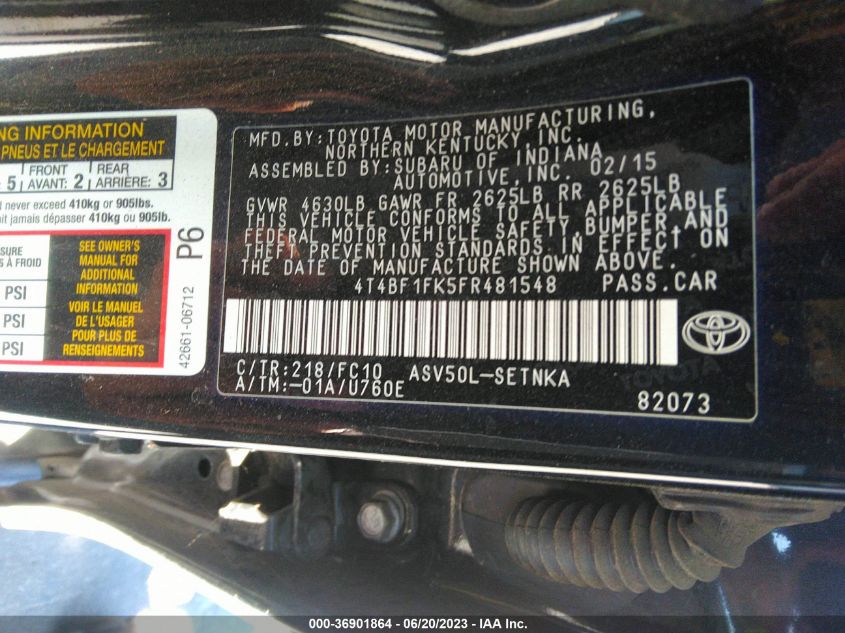 NG INFORMATION
PNEUS ET LE CHARGEMENT
5 FRONT AVANT: 2 REAR ARRIÈRE: 3
never exceed 410kg or 905lbs.
it jamais dépasser 410kg ou 905lb.
SURE
S À FROID
PSI
PSI
PSI
SEE OWNER'S
MANUAL FOR
ADDITIONAL
INFORMATION
VOIR LE MANUEL
DE L'USAGER
POUR PLUS DE
RENSEIGNEMENTS
P6
42661-06712
MFD.BY:TOYOTA MOTOR MANUFACTURING,
NORTHERN KENTUCKY,INC.
ASSEMBLED BY:SUBARU OF INDIANA
AUTOMOTIVE,INC. 02/15
GVWR 4630LB GAWR FR 2625LB RR 2625LB
THIS VEHICLE CONFORMS TO ALL APPLICABLE
FEDERAL MOTOR VEHICLE SAFETY,BUMPER,AND
THEFT PREVENTION STANDARDS IN EFFECT ON
THE DATE OF MANUFACTURE SHOWN ABOVE.
4T4BF1FK5FR481548 PASS.CAR
C/TR:218/FC10 ASV50L-SETNKA
A/TM:-01A/U760E
82073
TOYOTA
000-36901864 - 06/20/2023 - IAA Inc.